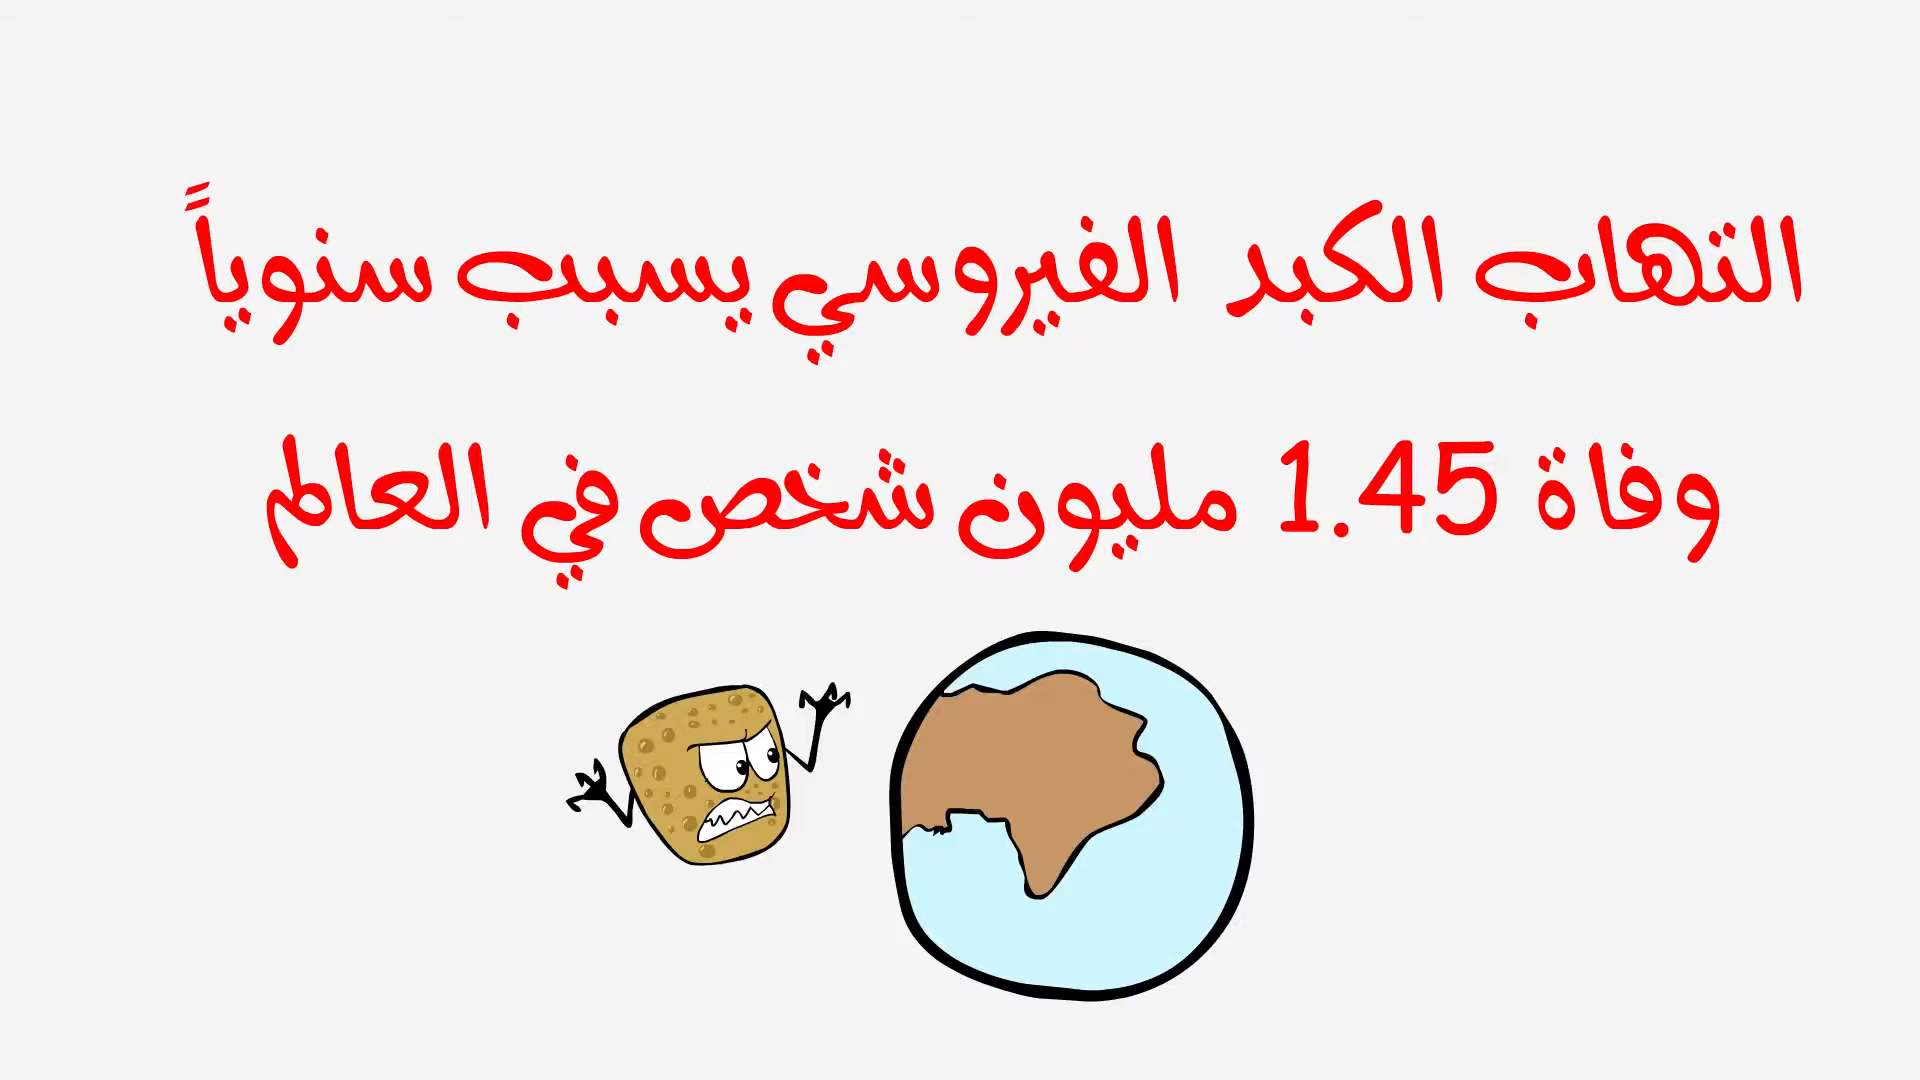 التهاب الكبد الفيروسي يسبب سنوياً
وفاة 1.45 مليون شخص في العالم